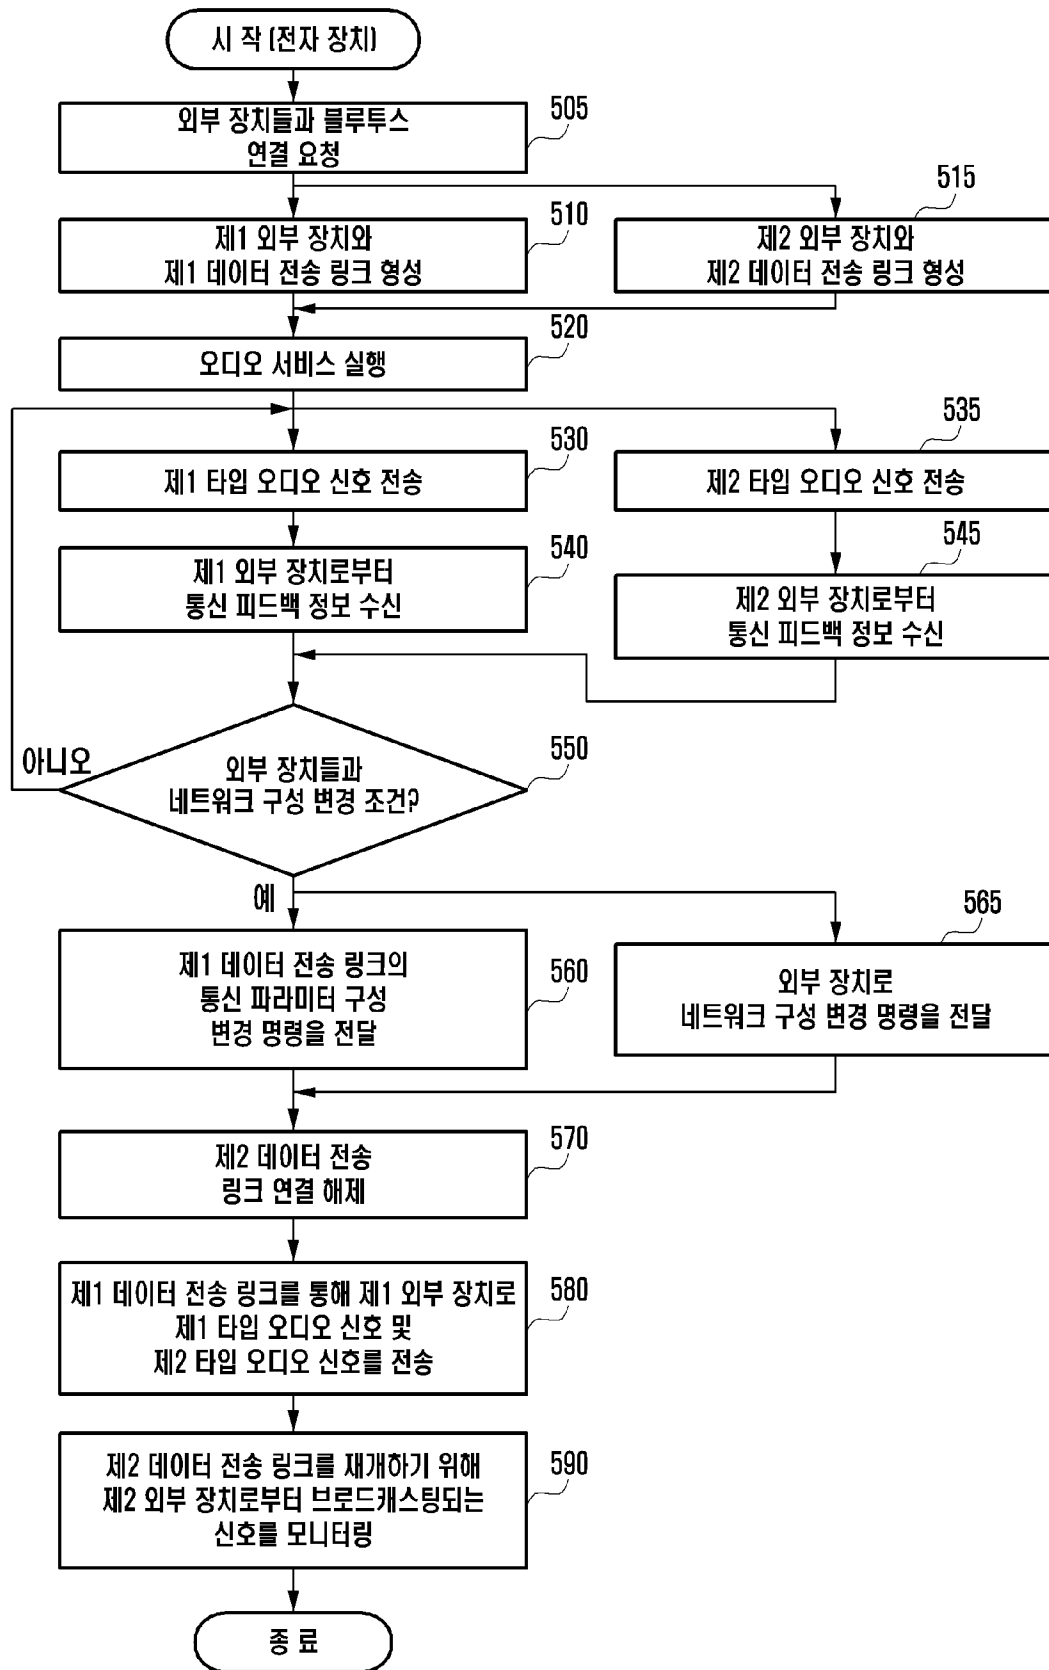 시 작 (전자 장치)
외부 장치들과 블루투스
연결 요청
505
제1 외부 장치와
제1 데이터 전송 링크 형성
510
제2 외부 장치와
제2 데이터 전송 링크 형성
515
오디오 서비스 실행
520
제1 타입 오디오 신호 전송
530
제2 타입 오디오 신호 전송
535
제1 외부 장치로부터
통신 피드백 정보 수신
540
제2 외부 장치로부터
통신 피드백 정보 수신
545
아니오
외부 장치들과
네트워크 구성 변경 조건?
550
예
제1 데이터 전송 링크의
통신 파라미터 구성
변경 명령을 전달
560
외부 장치로
네트워크 구성 변경 명령을 전달
565
제2 데이터 전송
링크 연결 해제
570
제1 데이터 전송 링크를 통해 제1 외부 장치로
제1 타입 오디오 신호 및
제2 타입 오디오 신호를 전송
580
제2 데이터 전송 링크를 재개하기 위해
제2 외부 장치로부터 브로드캐스팅되는
신호를 모니터링
590
종 료